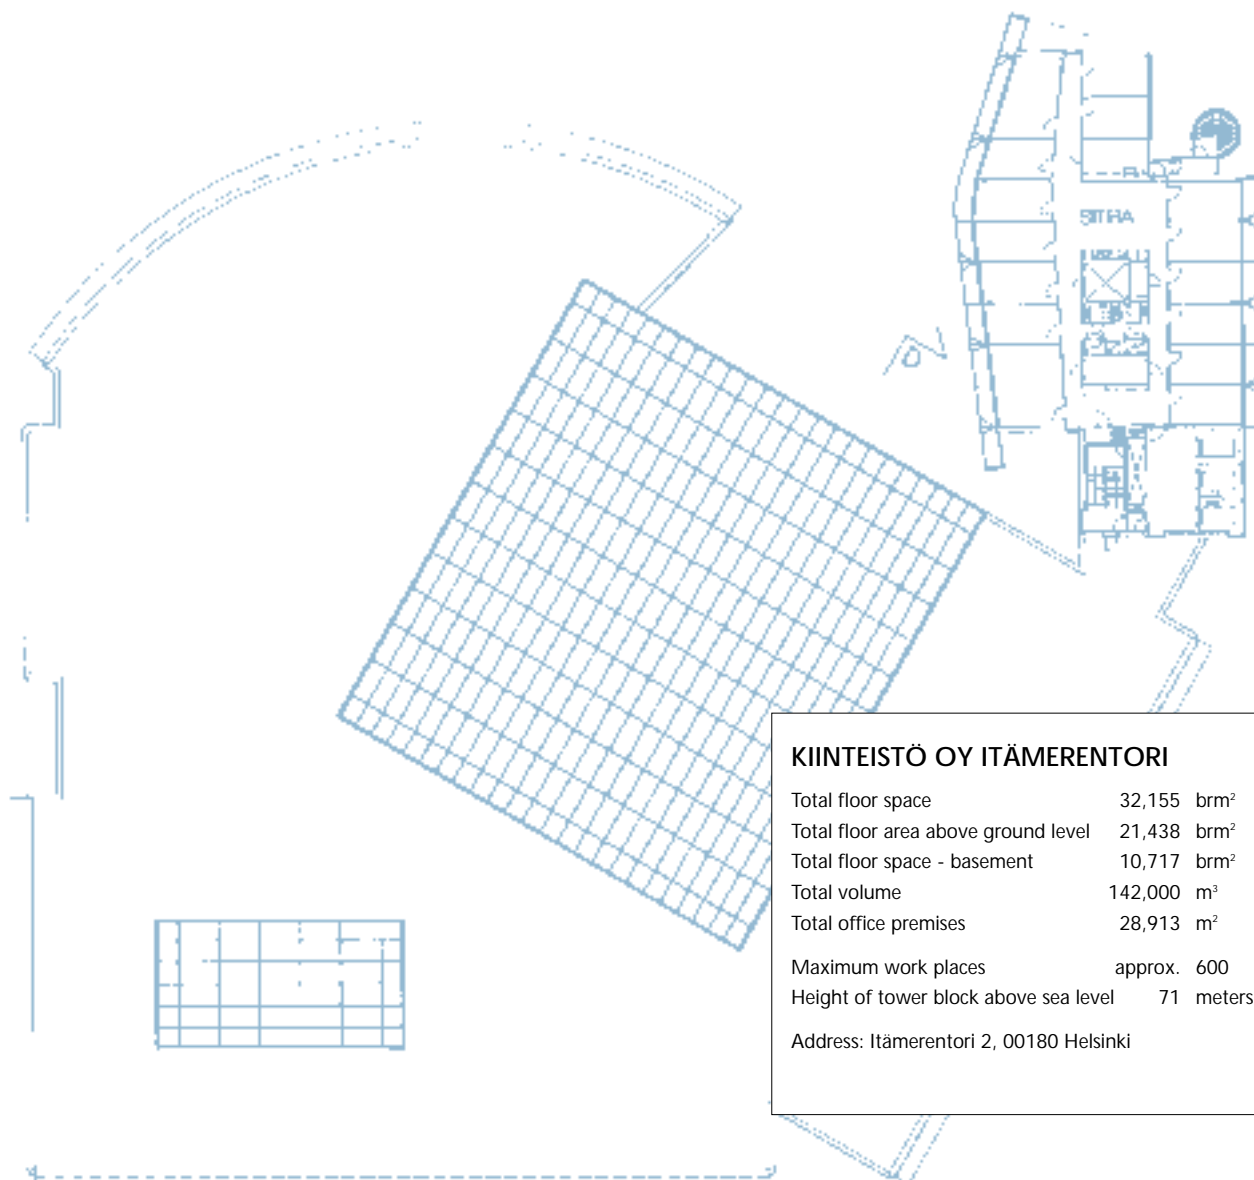 SITRA
KIINTEISTÖ OY ITÄMERENTORI
Total floor space 32,155 brm²
Total floor area above ground level 21,438 brm²
Total floor space - basement 10,717 brm²
Total volume 142,000 m³
Total office premises 28,913 m²
Maximum work places approx. 600
Height of tower block above sea level 71 meters
Address: Itämerentori 2, 00180 Helsinki